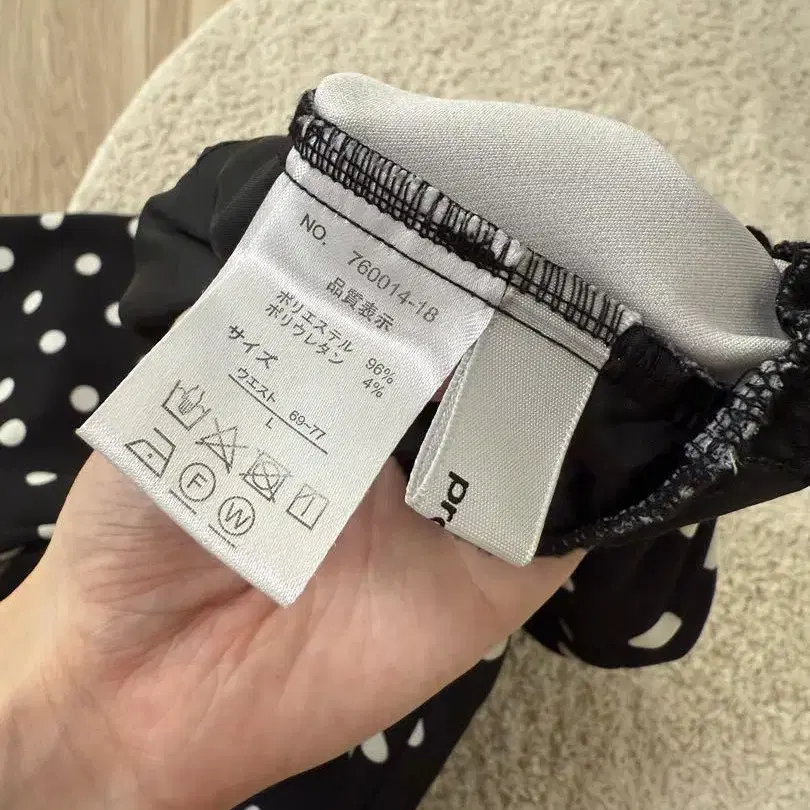 NO. 760014-18
品質表示
ポリエステル 96%
ポリウレタン 4%
サイズ
ウエスト 69-77
L
F
W